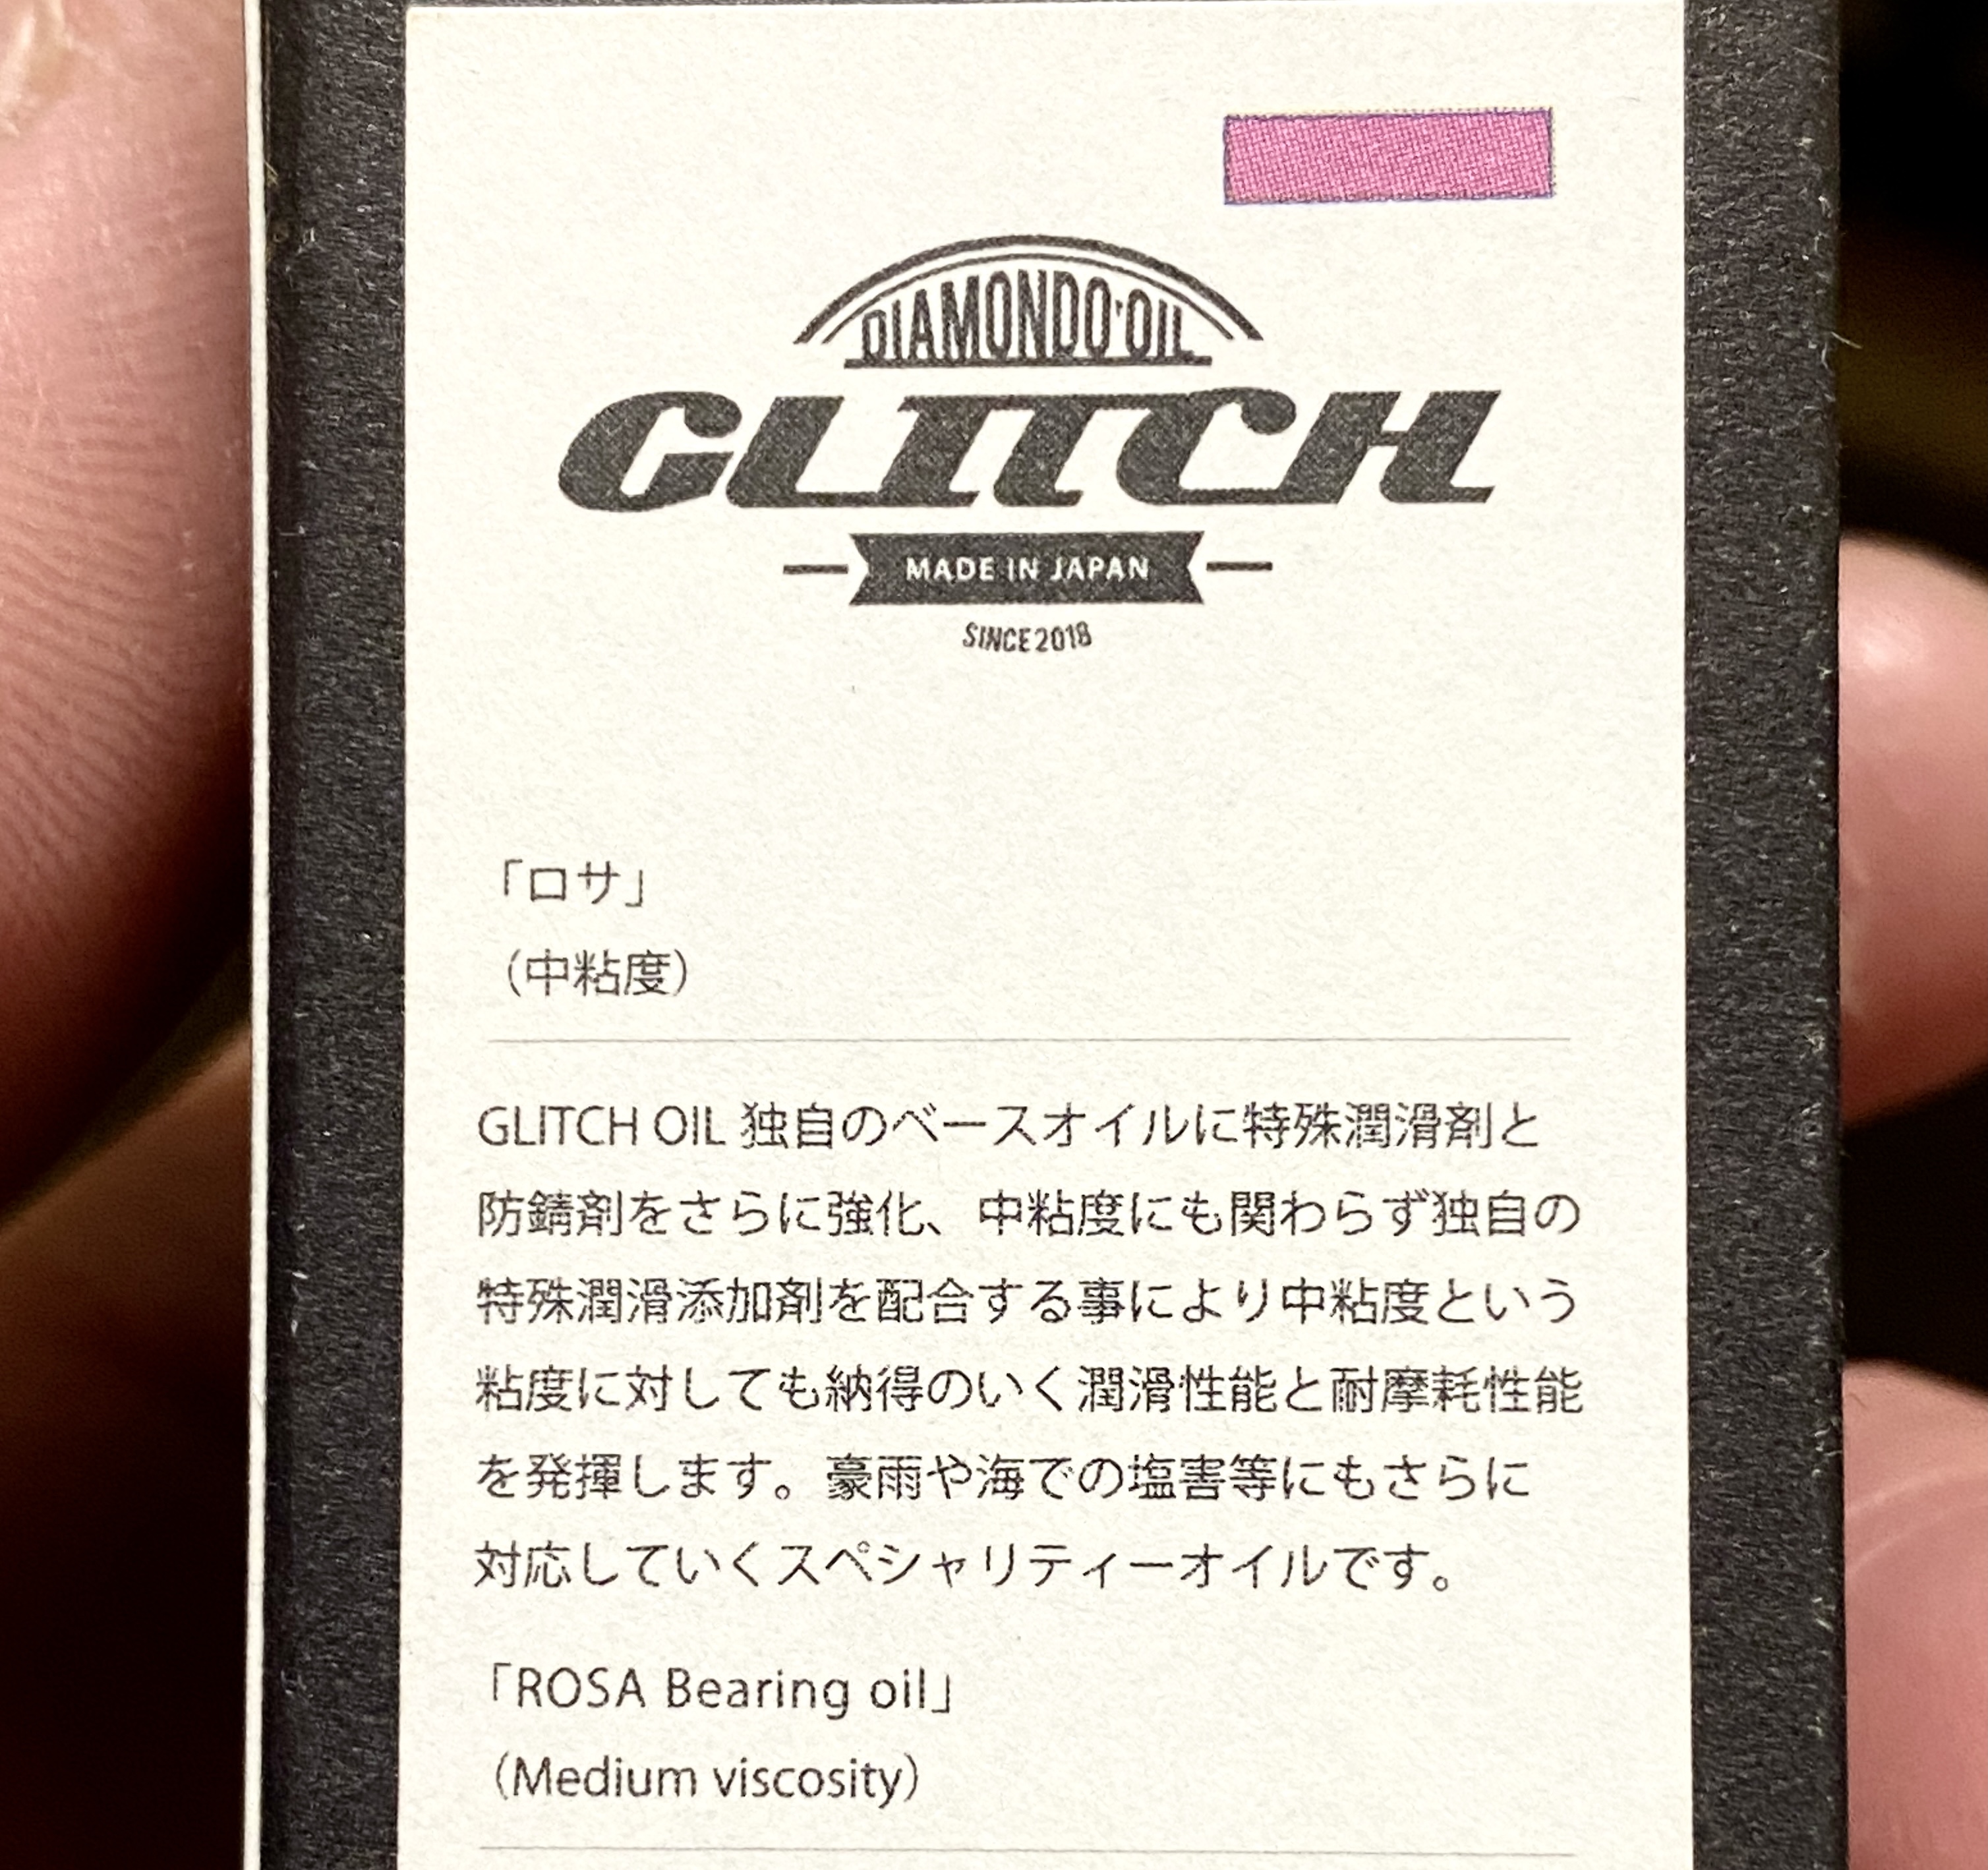 DIAMONDO'OIL
GLITCH
MADE IN JAPAN
SINCE2018
「ロサ」
（中粘度）
GLITCH OIL 独自のベースオイルに特殊潤滑剤と
防錆剤をさらに強化、中粘度にも関わらず独自の
特殊潤滑添加剤を配合する事により中粘度という
粘度に対しても納得のいく潤滑性能と耐摩耗性能
を発揮します。豪雨や海での塩害等にもさらに
対応していくスペシャリティーオイルです。
「ROSA Bearing oil」
（Medium viscosity）